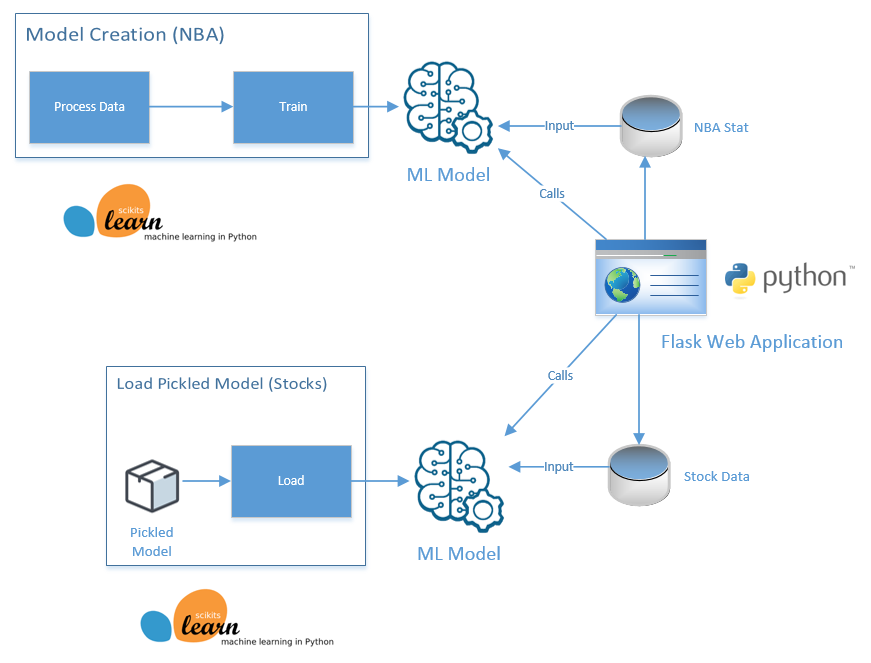 Model Creation (NBA)
Process Data
Train
ML Model
Input
NBA Stat
Calls
scikits
learn
machine learning in Python
python™
Flask Web Application
Calls
Load Pickled Model (Stocks)
Load
Pickled
Model
ML Model
Input
Stock Data
scikits
learn
machine learning in Python